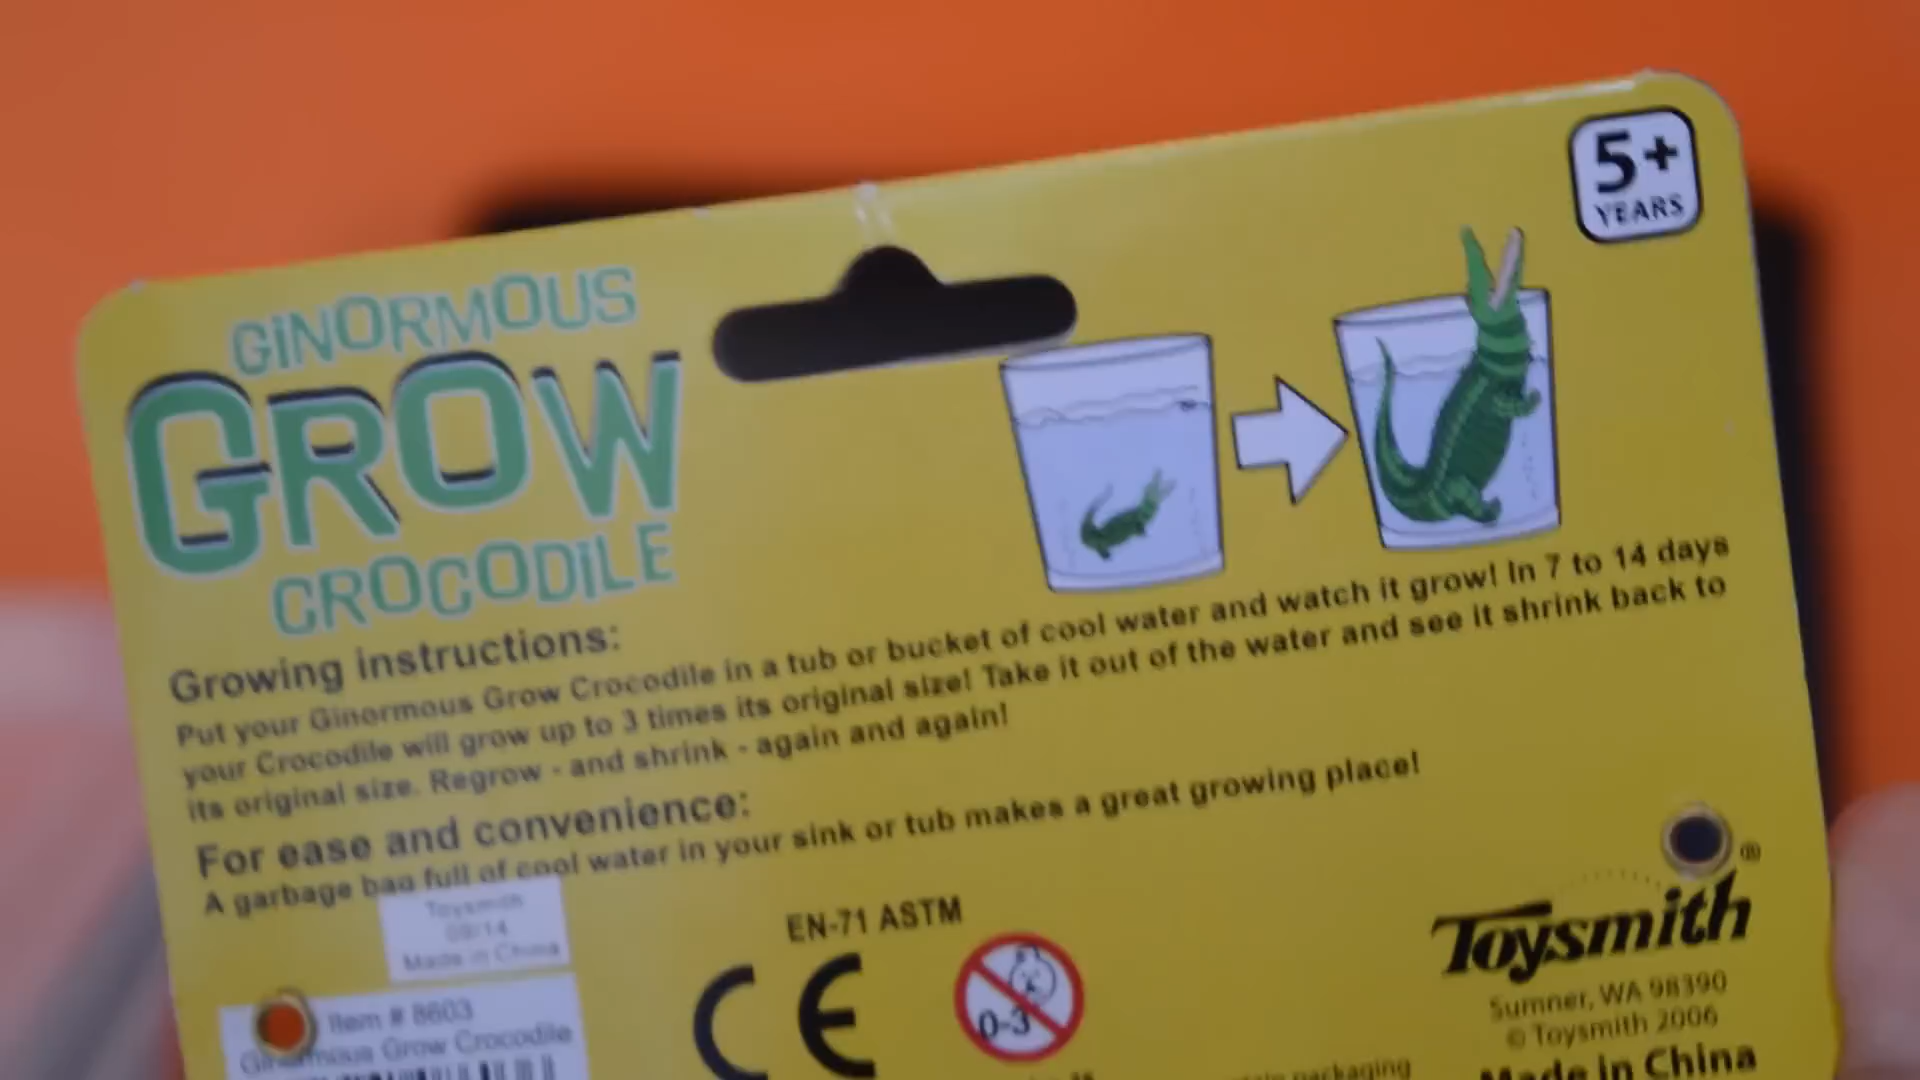 5+
YEARS
GINORMOUS
GROW
CROCODILE
Growing instructions:
Put your Ginormous Grow Crocodile in a tub or bucket of cool water and watch it grow! In 7 to 14 days
your Crocodile will grow up to 3 times its original size! Take it out of the water and see it shrink back to
its original size. Regrow - and shrink - again and again!
For ease and convenience:
A garbage bag full of cool water in your sink or tub makes a great growing place!
Toysmith
09/14
Made in China
Item # 8603
Ginormous Grow Crocodile
EN-71 ASTM
CE
0-3
Toysmith®
Sumner, WA 98390
© Toysmith 2006
Made in China
packaging